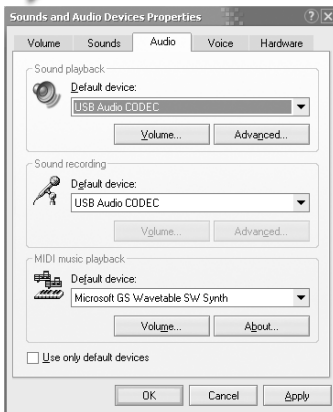 Sounds and Audio Devices Properties
Volume Sounds Audio Voice Hardware
Sound playback
Default device:
USB Audio CODEC
Volume... Advanced...
Sound recording
Default device:
USB Audio CODEC
Volume... Advanced...
MIDI music playback
Default device:
Microsoft GS Wavetable SW Synth
Volume... About...
Use only default devices
OK Cancel Apply